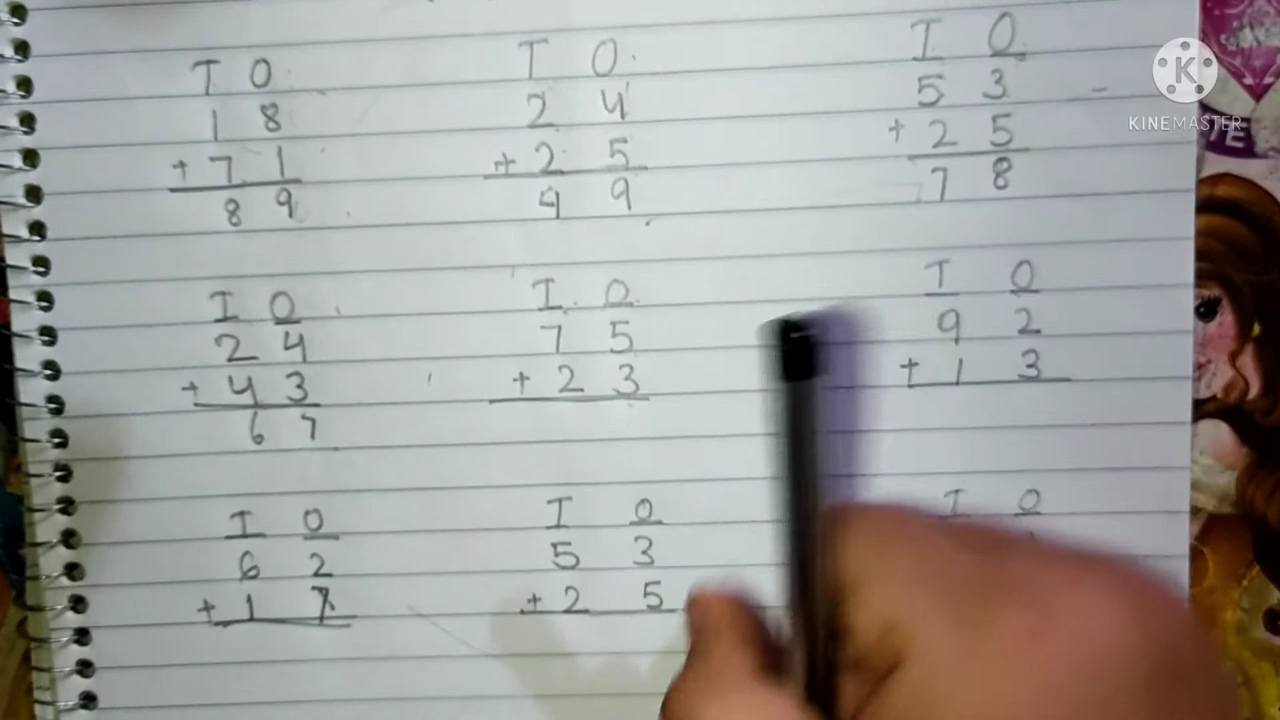 T O T O. T O
1 8 2 4 5 3
+ 7 1 + 2 5 + 2 5
8 9 4 9 7 8
T O T O T O
2 4 7 5 9 2
+ 4 3 + 2 3 + 1 3
6 7
T O T O T O
6 2 5 3
+ 1 7 + 2 5
K
KINEMASTER